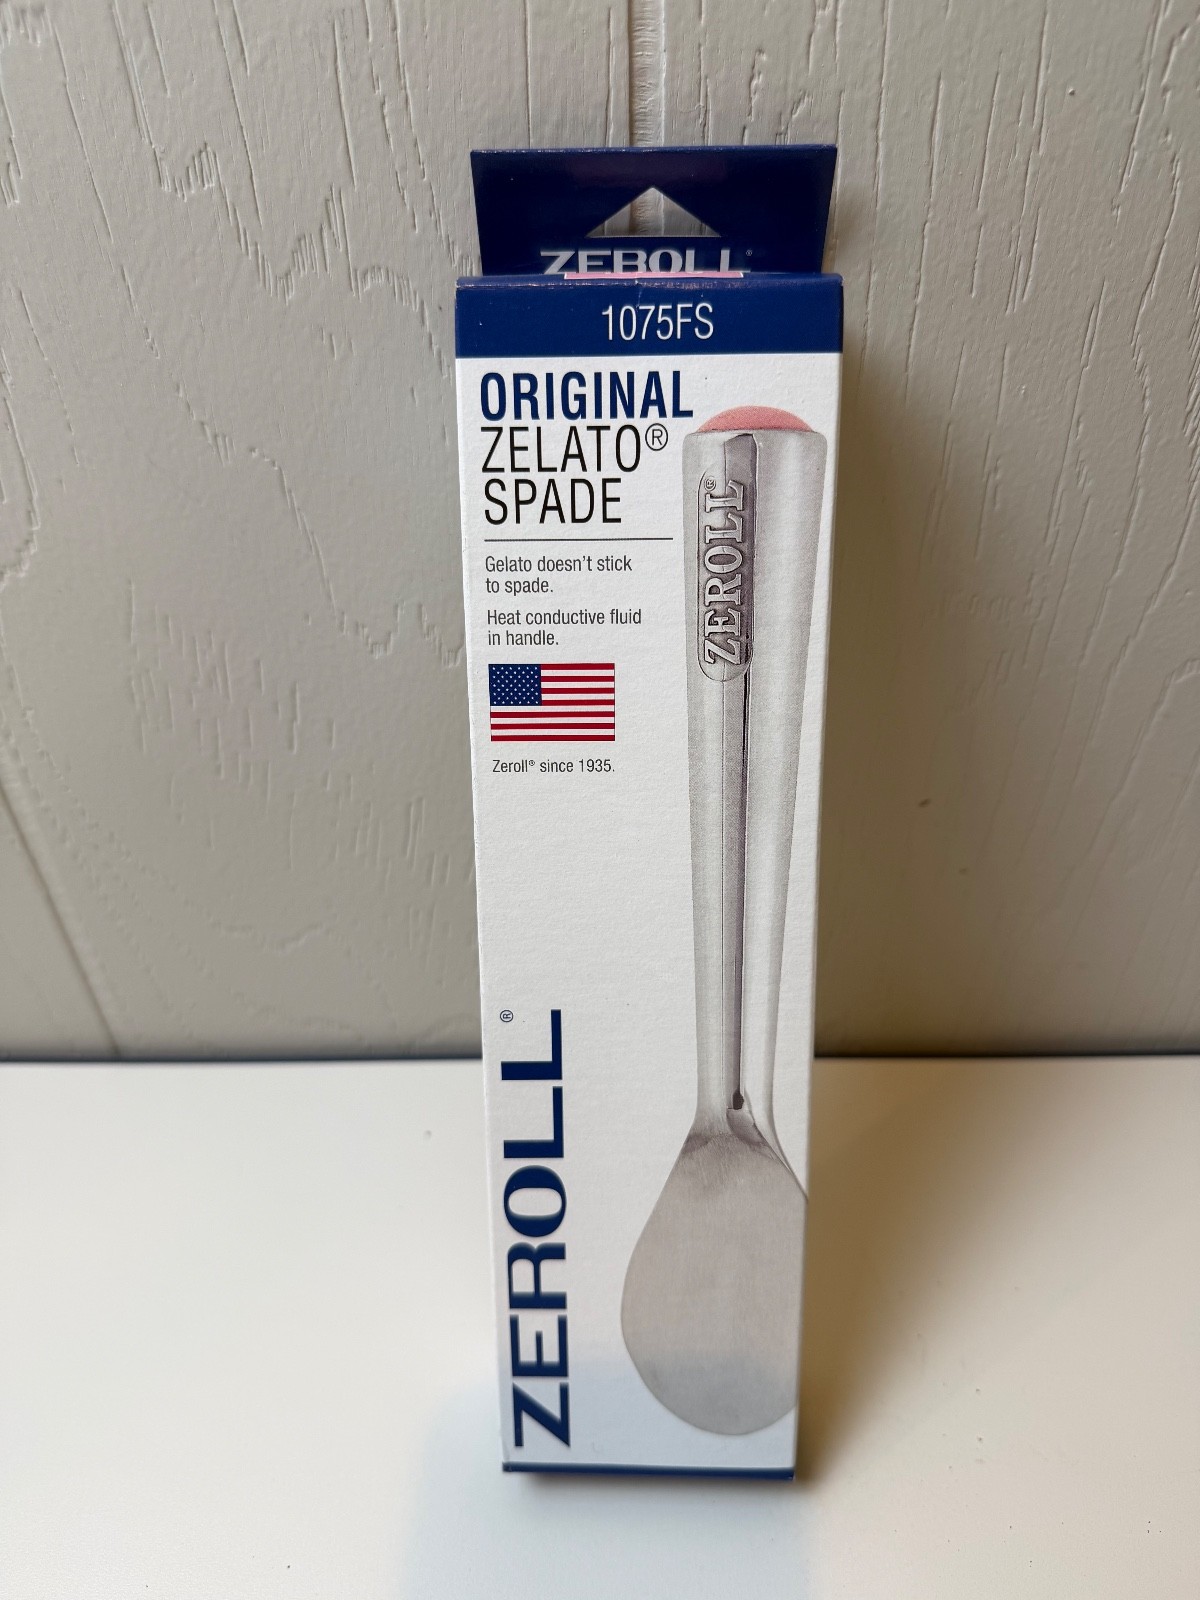 ZEROLL®
1075FS
ORIGINAL
ZELATO®
SPADE
Gelato doesn't stick
to spade.
Heat conductive fluid
in handle.
Zeroll® since 1935.
ZEROLL®
ZEROLL®